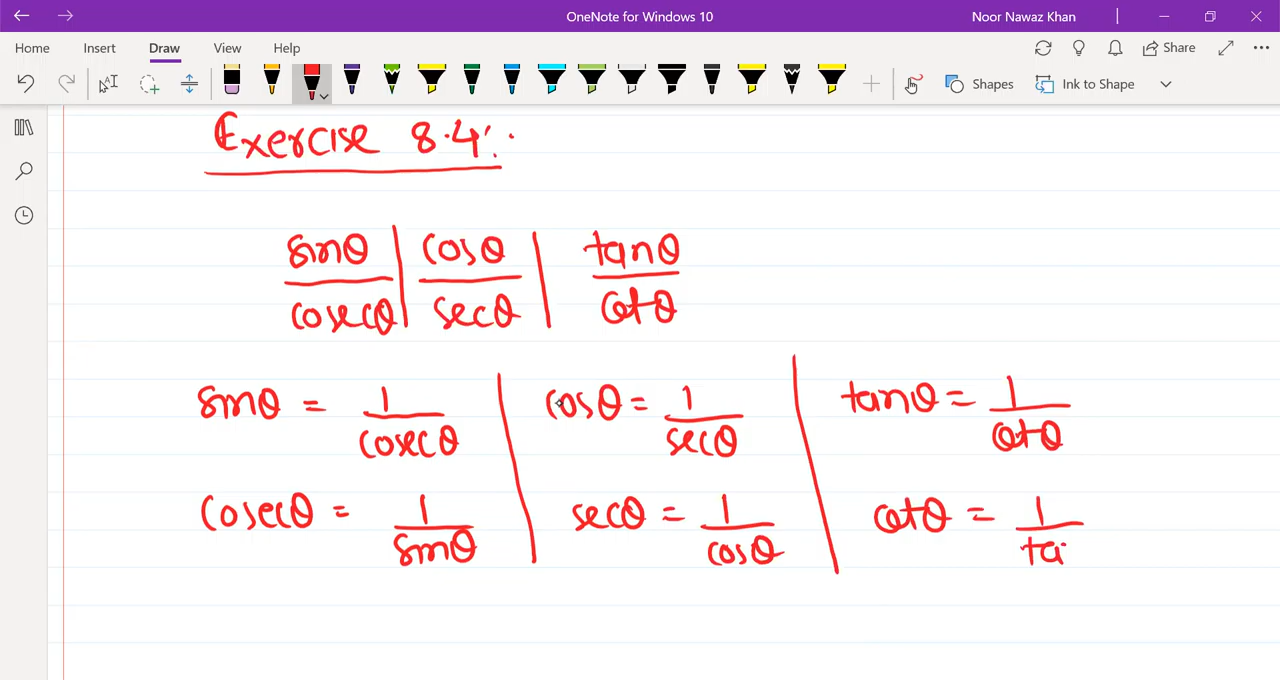 OneNote for Windows 10
Noor Nawaz Khan
Home Insert Draw View Help
Share
Shapes
Ink to Shape
Exercise 8.4:
sinθ | cosθ | tanθ
cosecθ | secθ | cotθ
sinθ = 1/cosecθ | cosθ = 1/secθ | tanθ = 1/cotθ
cosecθ = 1/sinθ | secθ = 1/cosθ | cotθ = 1/ta